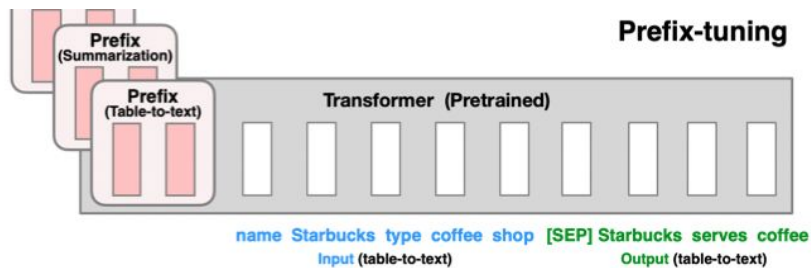 Prefix-tuning
Prefix
(Summarization)
Prefix
(Table-to-text)
Transformer (Pretrained)
name Starbucks type coffee shop [SEP] Starbucks serves coffee
Input (table-to-text) Output (table-to-text)